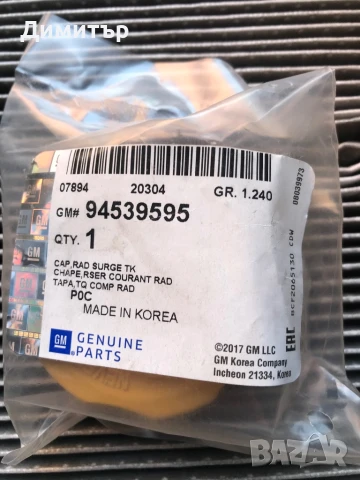 Димитър
07894 20304 GR. 1.240
GM# 94539595
QTY. 1
CAP,RAD SURGE TK
CHAPE,RSER COURANT RAD
TAPA,TQ COMP RAD
P0C
MADE IN KOREA
GM GENUINE PARTS
©2017 GM LLC
GM Korea Company
Incheon 21334, Korea
08039973
EAC
BAZAR